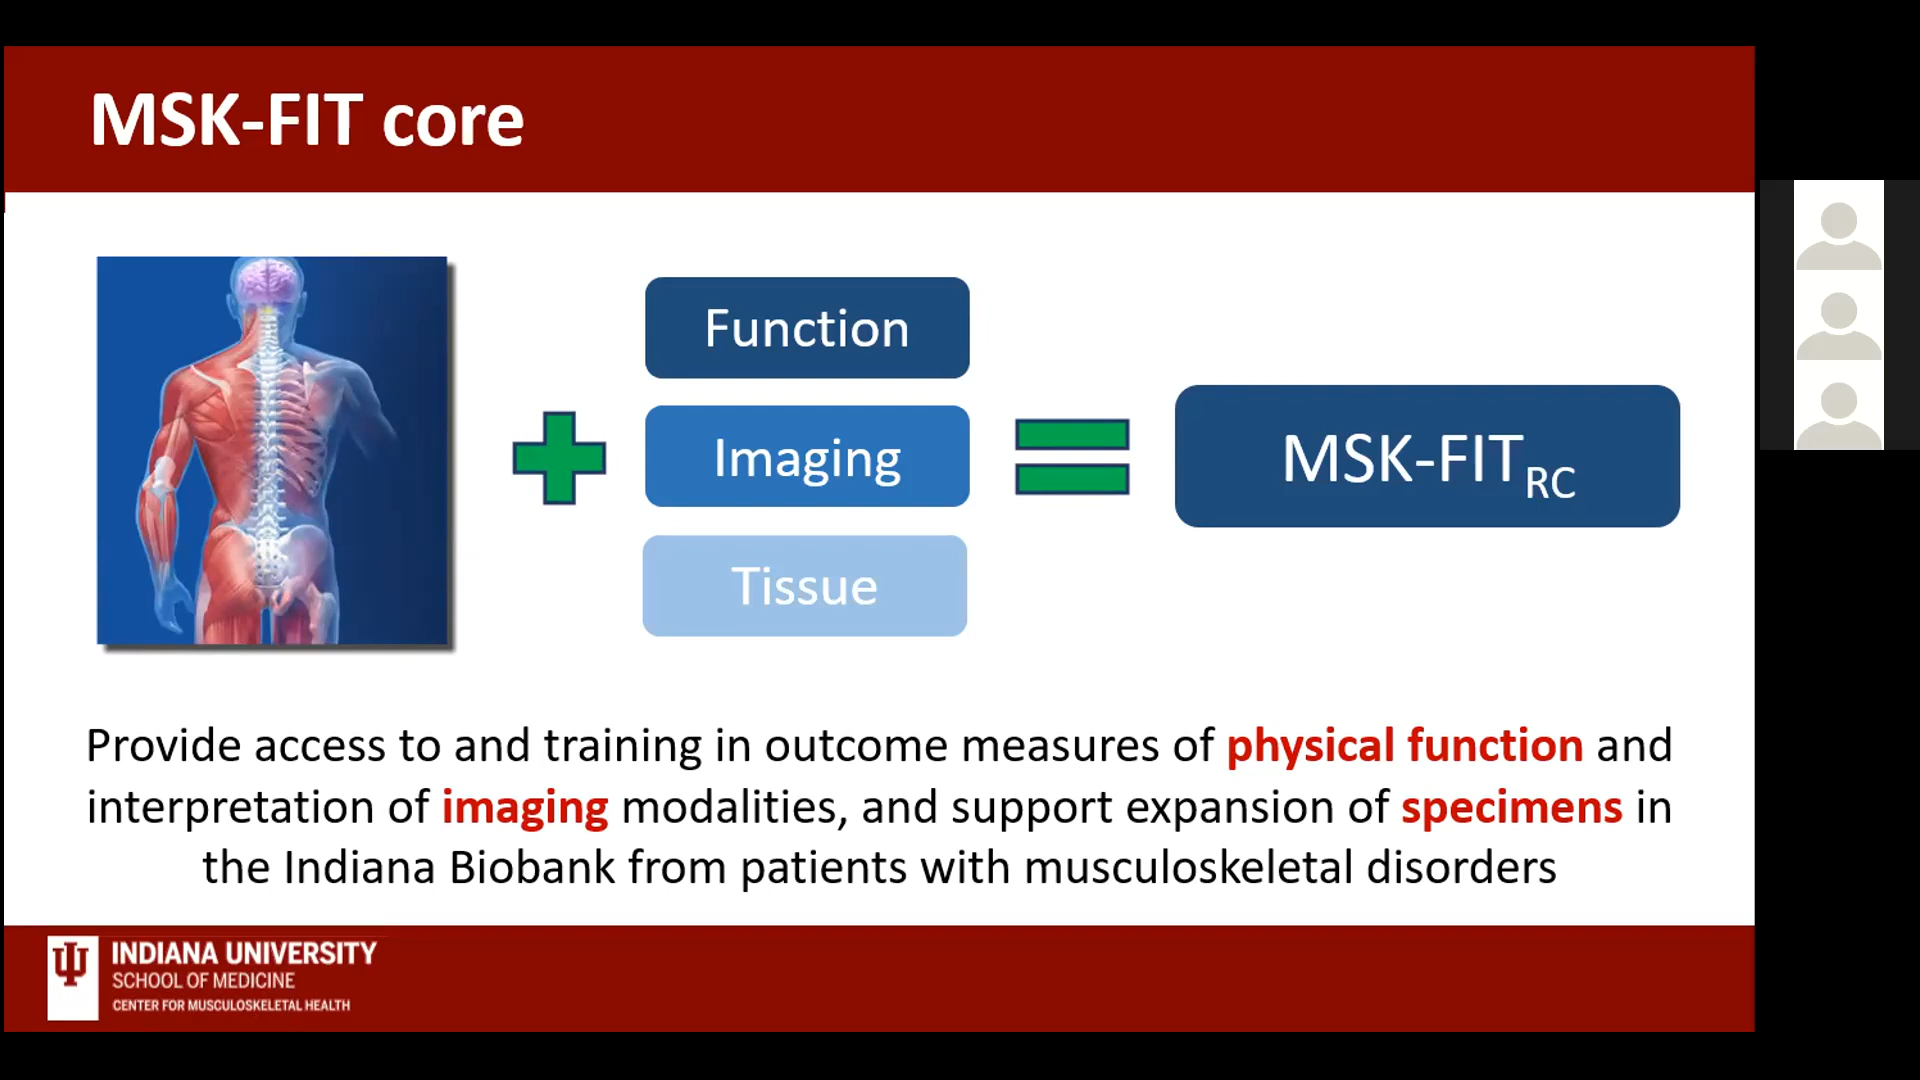 MSK-FIT core
Function
Imaging
Tissue
MSK-FITRC
Provide access to and training in outcome measures of physical function and
interpretation of imaging modalities, and support expansion of specimens in
the Indiana Biobank from patients with musculoskeletal disorders
INDIANA UNIVERSITY
SCHOOL OF MEDICINE
CENTER FOR MUSCULOSKELETAL HEALTH